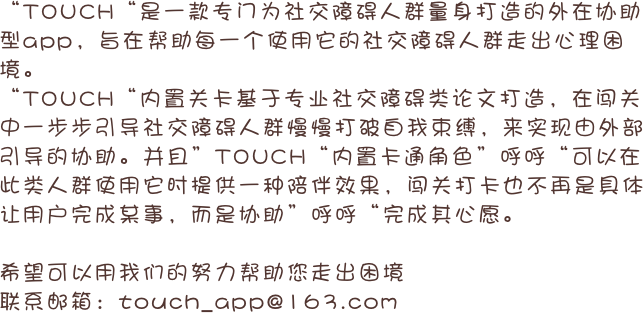 “TOUCH“是一款专门为社交障碍人群量身打造的外在协助
型app，旨在帮助每一个使用它的社交障碍人群走出心理困
境。
“TOUCH“内置关卡基于专业社交障碍类论文打造，在闯关
中一步步引导社交障碍人群慢慢打破自我束缚，来实现由外部
引导的协助。并且”TOUCH“内置卡通角色”呼呼“可以在
此类人群使用它时提供一种陪伴效果，闯关打卡也不再是具体
让用户完成某事，而是协助”呼呼“完成其心愿。
希望可以用我们的努力帮助您走出困境
联系邮箱：touch_app@163.com